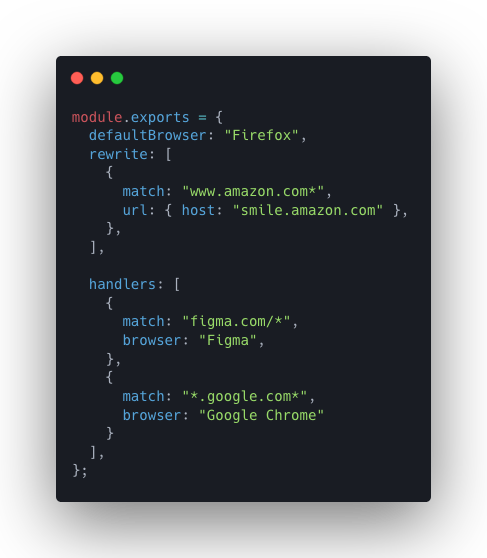 module.exports = {
  defaultBrowser: "Firefox",
  rewrite: [
    {
      match: "www.amazon.com*",
      url: { host: "smile.amazon.com" },
    },
  ],

  handlers: [
    {
      match: "figma.com/*",
      browser: "Figma",
    },
    {
      match: "*.google.com*",
      browser: "Google Chrome"
    }
  ],
};